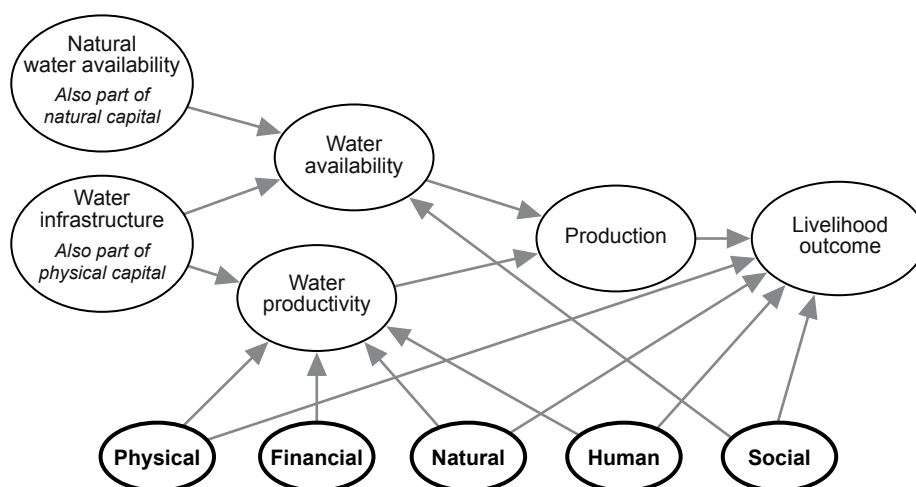 Natural
water availability
Also part of
natural capital
Water
availability
Water
infrastructure
Also part of
physical capital
Production
Livelihood
outcome
Water
productivity
Physical
Financial
Natural
Human
Social